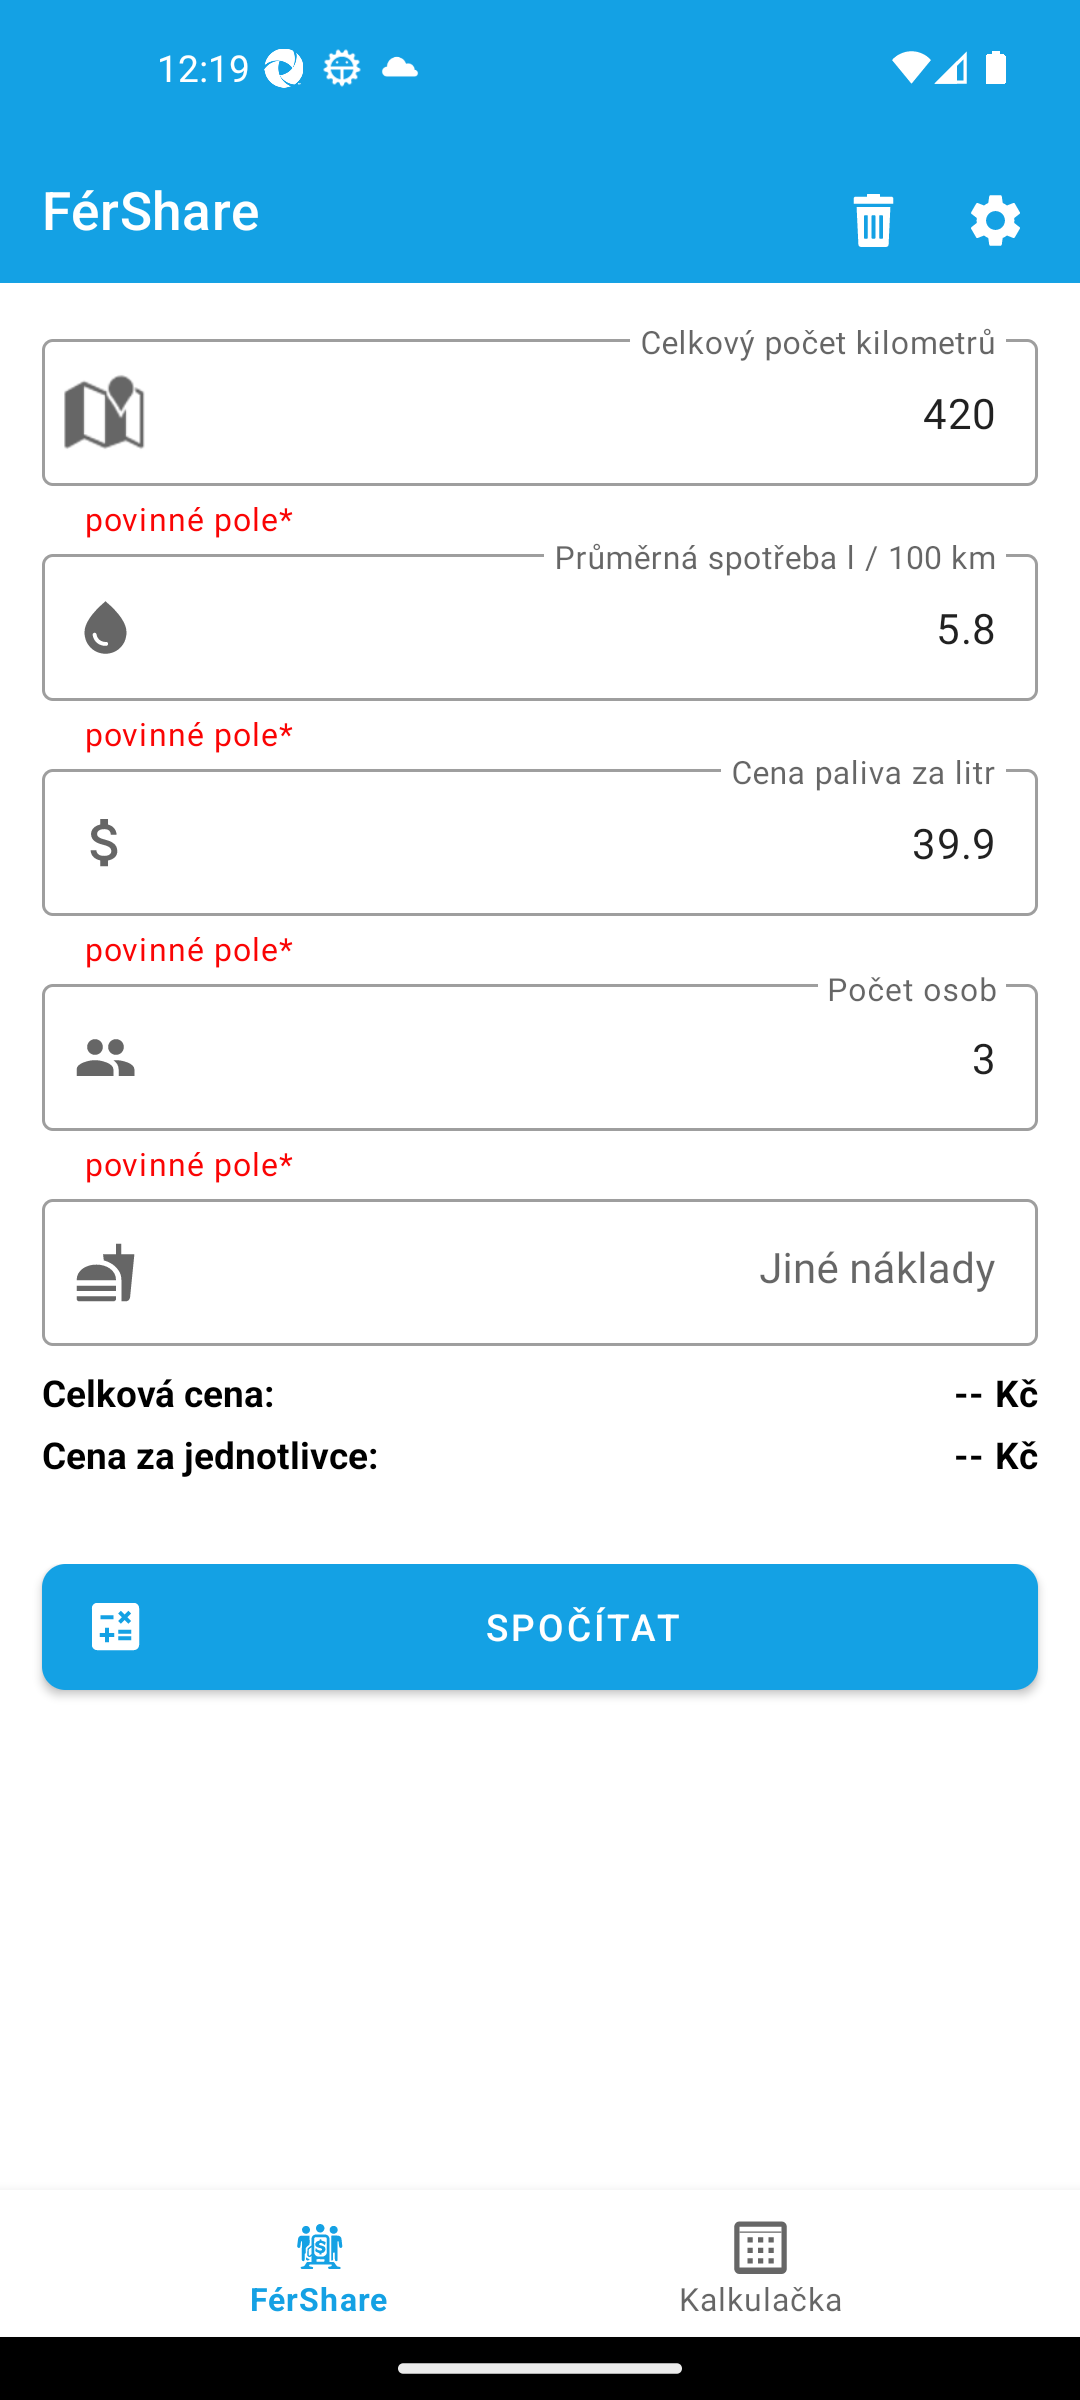 12:19
FérShare
Celkový počet kilometrů
420
povinné pole*
Průměrná spotřeba l / 100 km
5.8
povinné pole*
Cena paliva za litr
39.9
povinné pole*
Počet osob
3
povinné pole*
Jiné náklady
Celková cena: -- Kč
Cena za jednotlivce: -- Kč
SPOČÍTAT
FérShare Kalkulačka